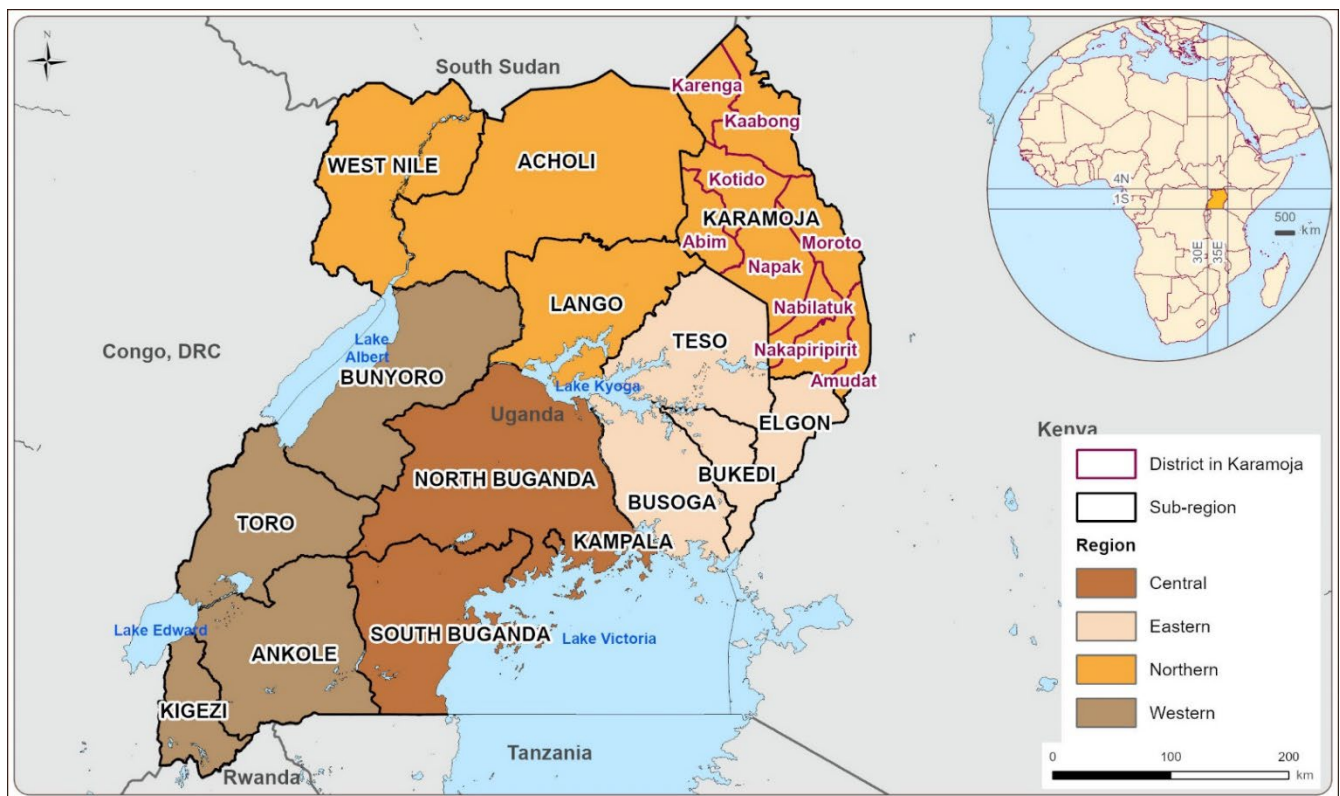 N
South Sudan
Karenga
Kaabong
WEST NILE
ACHOLI
Kotido
KARAMOJA
Abim
Moroto
Napak
LANGO
Nabilatuk
TESO
Nakapiripirit
Amudat
Congo, DRC
Lake
Albert
BUNYORO
Lake Kyoga
Uganda
ELGON
Kenya
NORTH BUGANDA
BUKEDI
BUSOGA
TORO
KAMPALA
Lake Edward
SOUTH BUGANDA
Lake Victoria
ANKOLE
KIGEZI
Tanzania
Rwanda
r
4N
1S
30E
35E
500
km
District in Karamoja
Sub-region
Region
Central
Eastern
Northern
Western
0
100
200
km